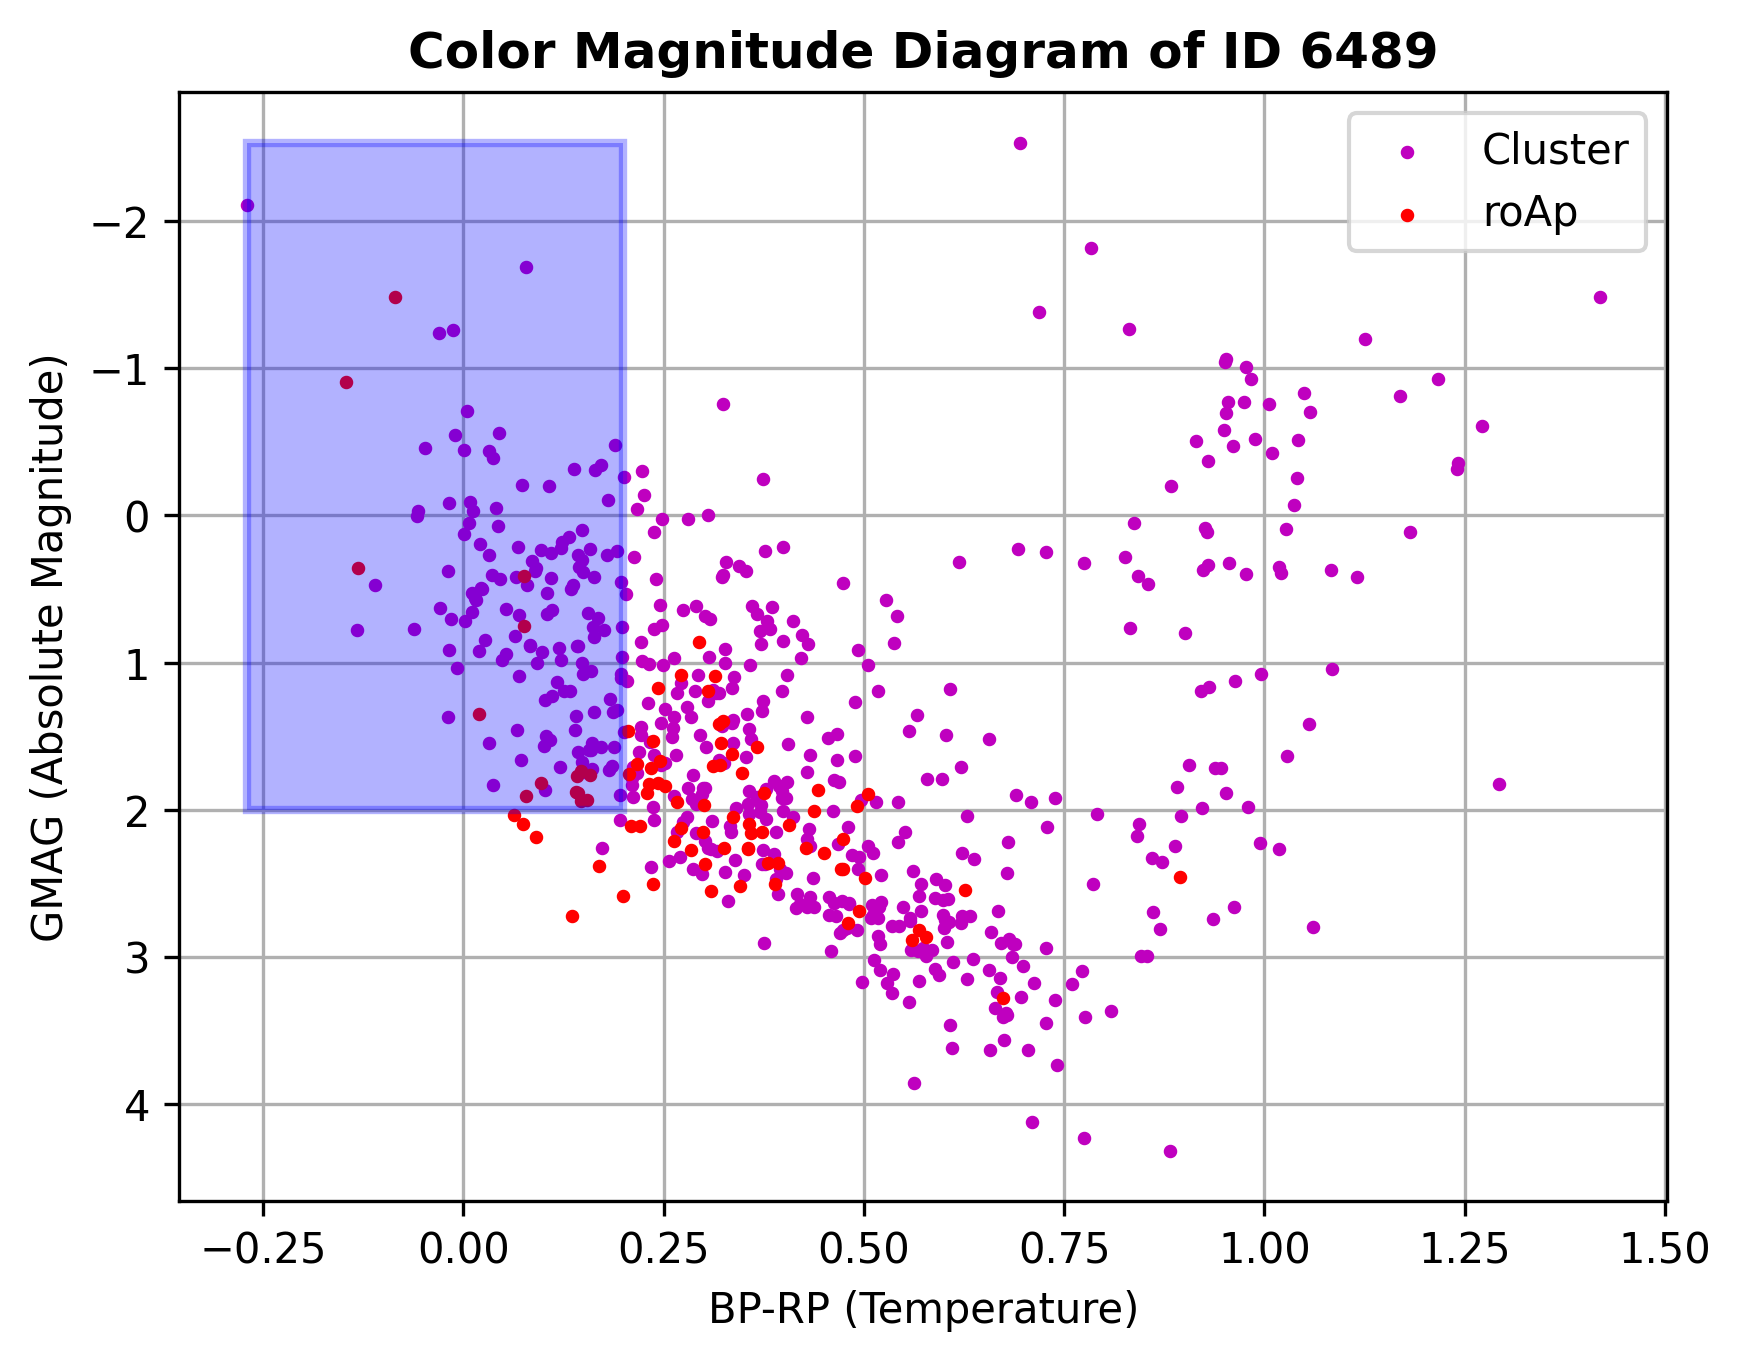 Color Magnitude Diagram of ID 6489
Cluster
roAp
−2
−1
0
1
2
3
4
GMAG (Absolute Magnitude)
−0.25 0.00 0.25 0.50 0.75 1.00 1.25 1.50
BP-RP (Temperature)